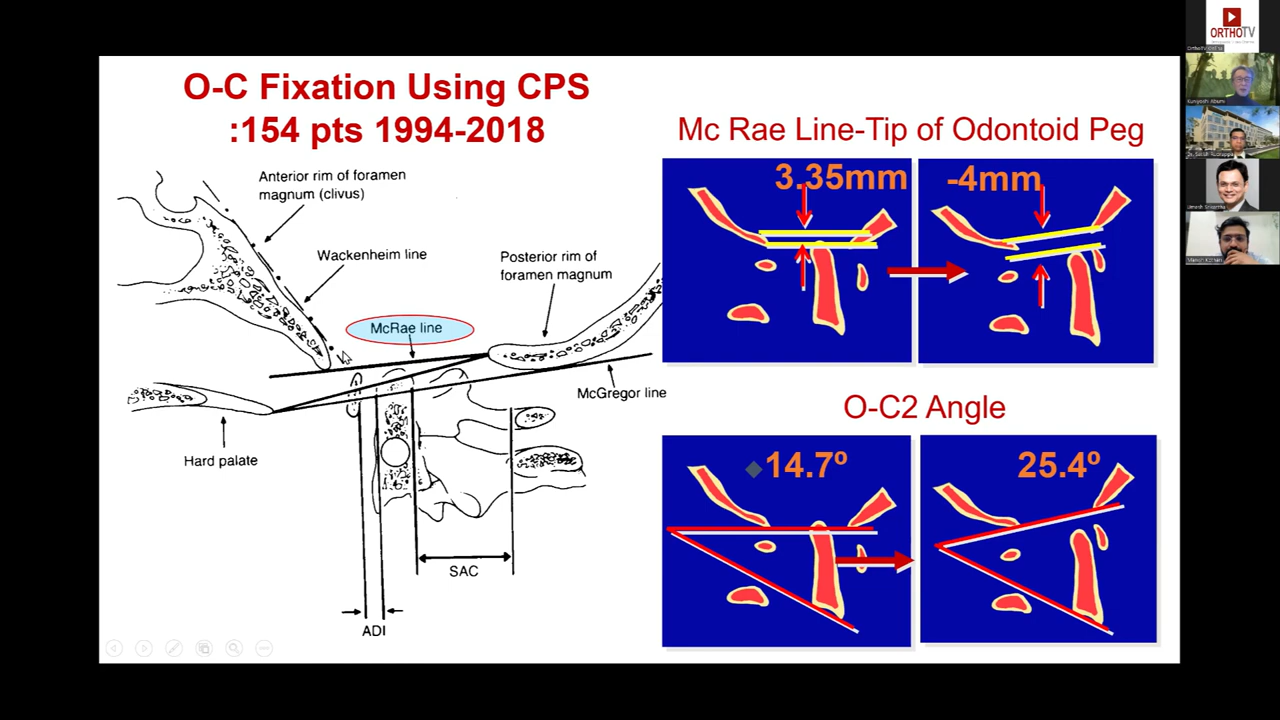 O-C Fixation Using CPS
:154 pts 1994-2018
Anterior rim of foramen
magnum (clivus)
Wackenheim line
Posterior rim of
foramen magnum
McRae line
McGregor line
Hard palate
SAC
ADI
Mc Rae Line-Tip of Odontoid Peg
3.35mm
-4mm
O-C2 Angle
14.7º
25.4º
ORTHOTV
Kuniyoshi Abumi